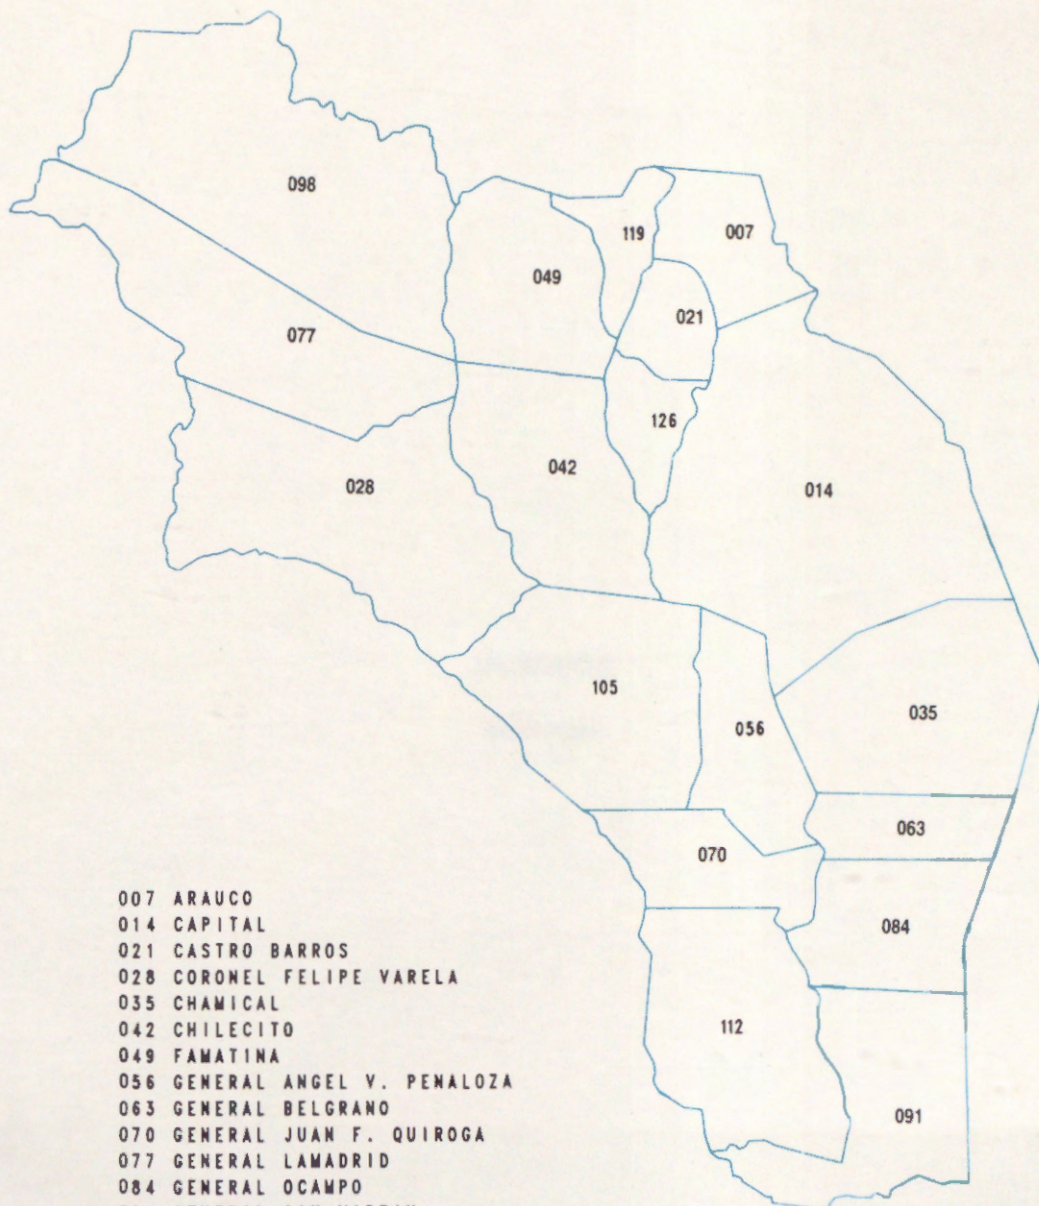 098
119
007
049
021
077
126
042
028
014
105
035
056
063
070
084
112
091
007 ARAUCO
014 CAPITAL
021 CASTRO BARROS
028 CORONEL FELIPE VARELA
035 CHAMICAL
042 CHILECITO
049 FAMATINA
056 GENERAL ANGEL V. PENALOZA
063 GENERAL BELGRANO
070 GENERAL JUAN F. QUIROGA
077 GENERAL LAMADRID
084 GENERAL OCAMPO